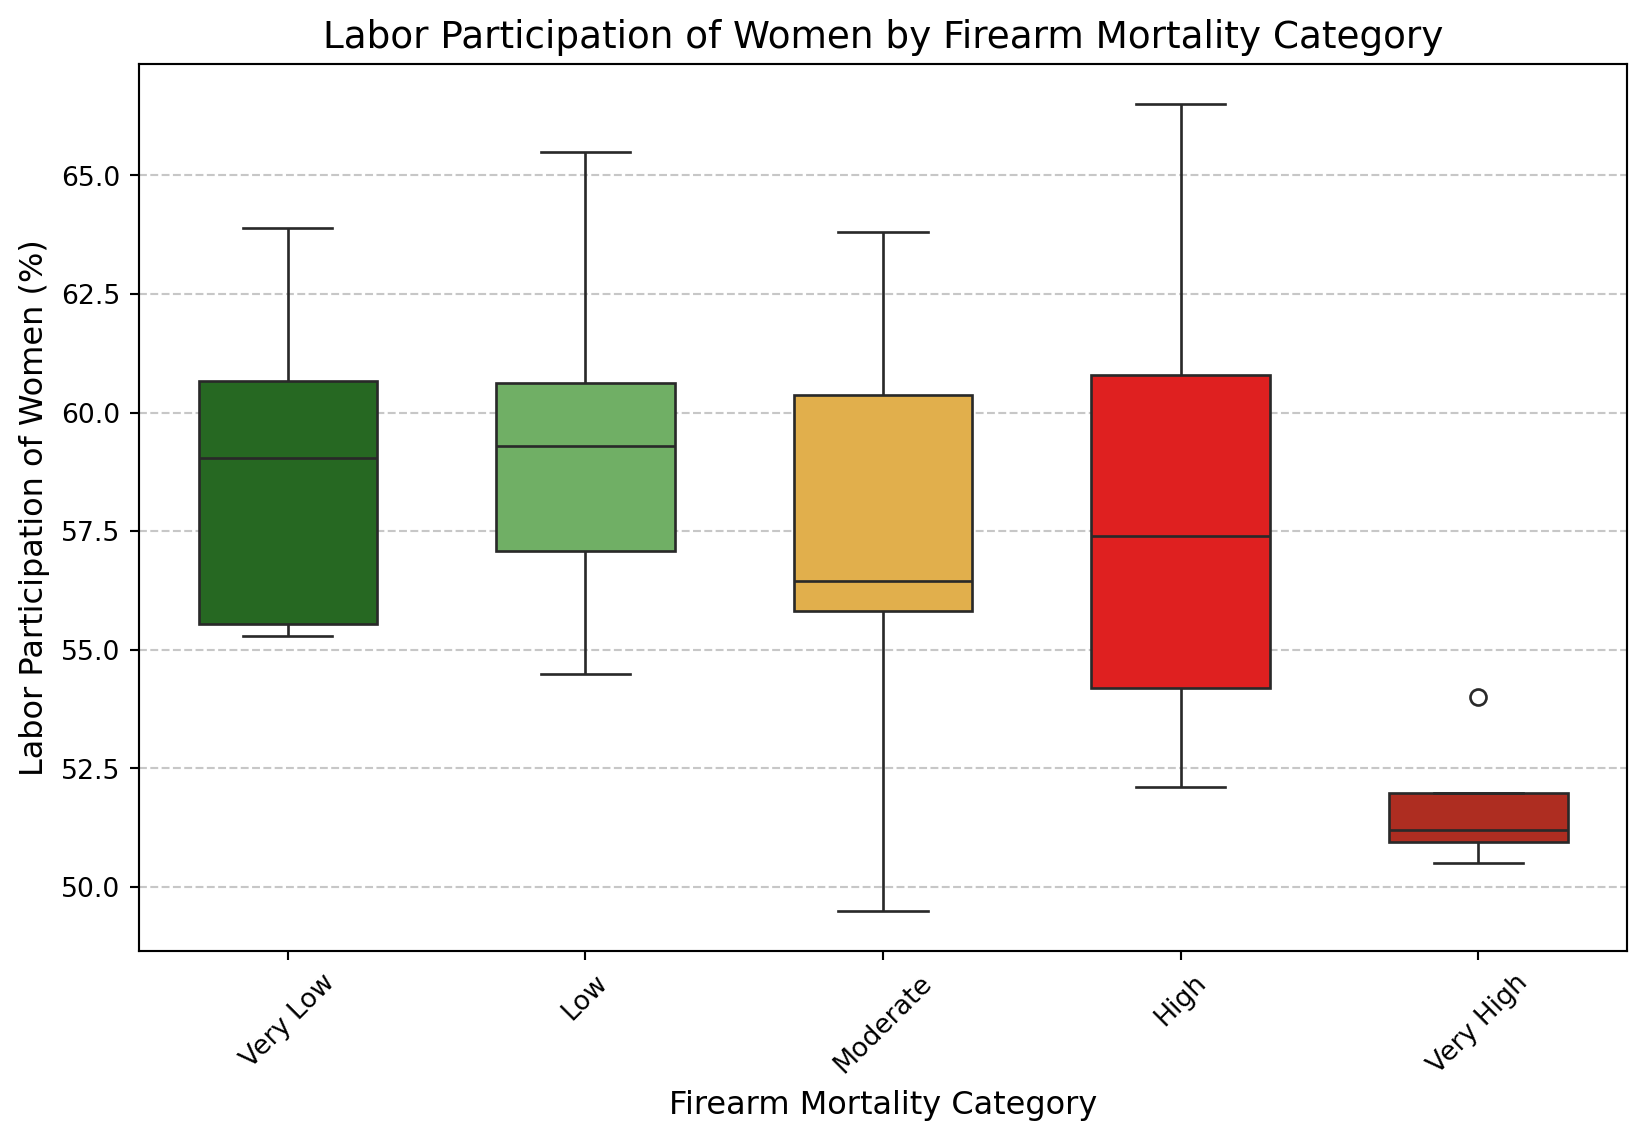 Labor Participation of Women by Firearm Mortality Category
Labor Participation of Women (%)
65.0
62.5
60.0
57.5
55.0
52.5
50.0
Very Low
Low
Moderate
High
Very High
Firearm Mortality Category